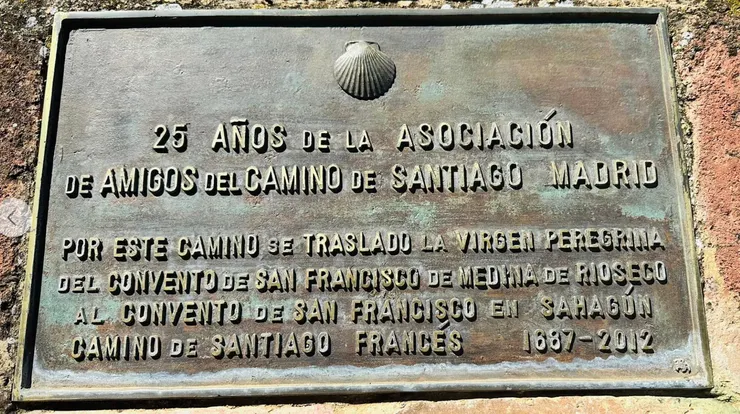 25 AÑOS DE LA ASOCIACIÓN
DE AMIGOS DEL CAMINO DE SANTIAGO MADRID
POR ESTE CAMINO SE TRASLADO LA VIRGEN PEREGRINA
DEL CONVENTO DE SAN FRANCISCO DE MEDINA DE RIOSECO
AL CONVENTO DE SAN FRANCISCO EN SAHAGÚN
CAMINO DE SANTIAGO FRANCÉS 1687-2012